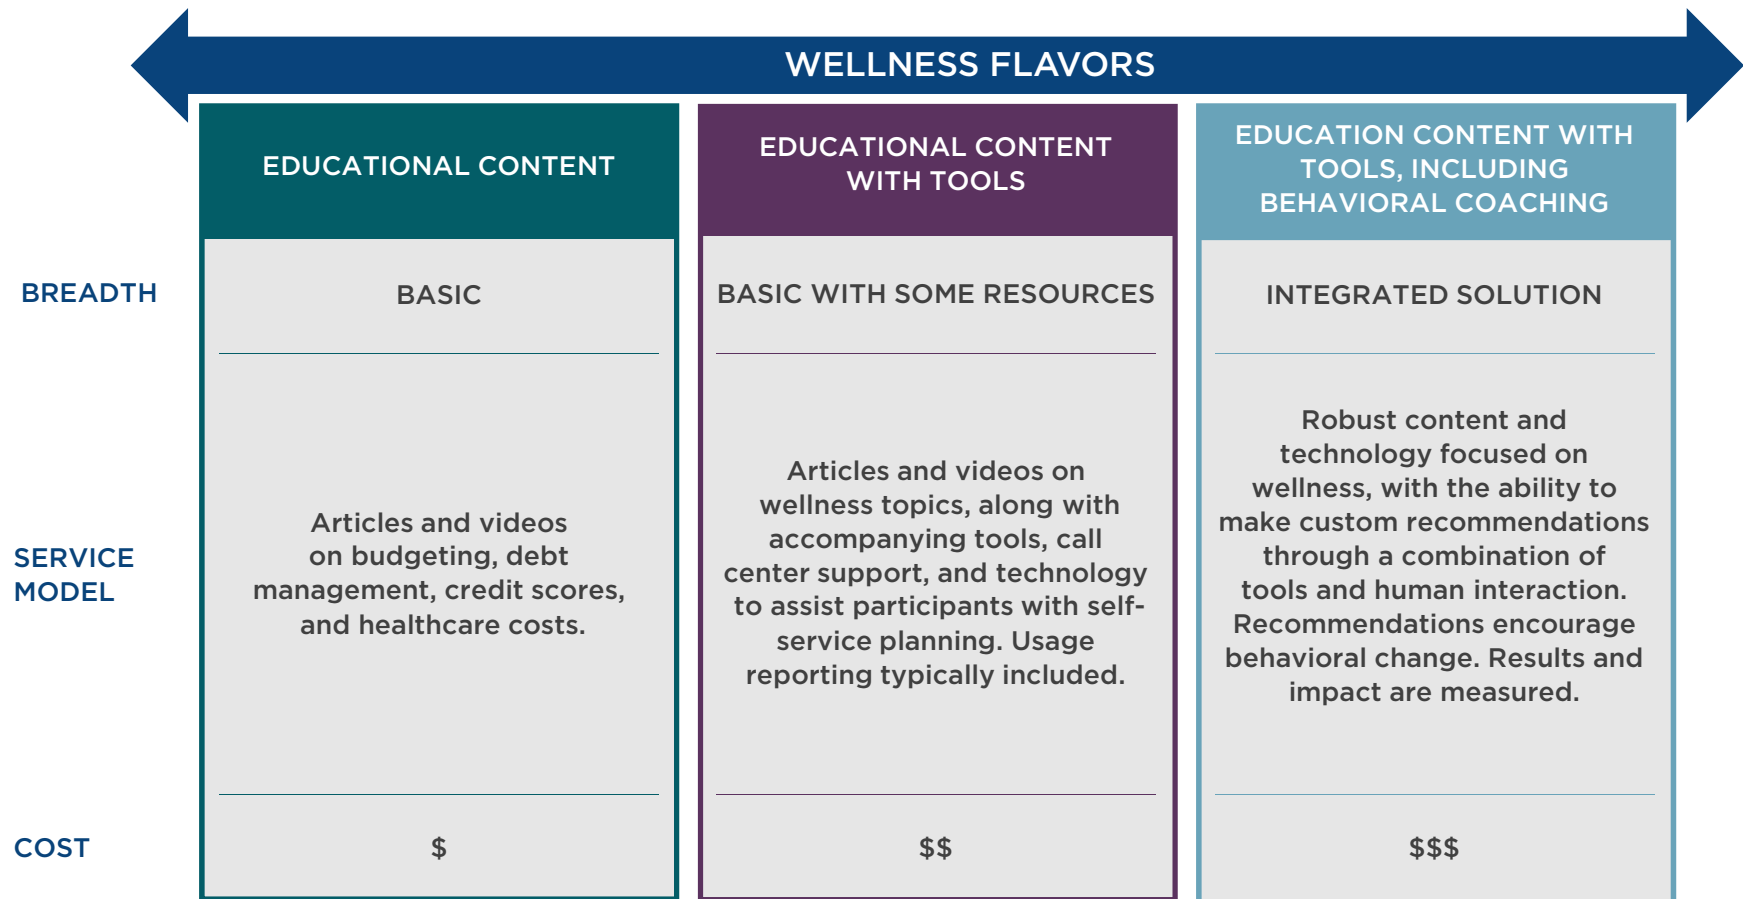 WELLNESS FLAVORS
EDUCATIONAL CONTENT
EDUCATIONAL CONTENT
WITH TOOLS
EDUCATION CONTENT WITH
TOOLS, INCLUDING
BEHAVIORAL COACHING
BREADTH
BASIC
BASIC WITH SOME RESOURCES
INTEGRATED SOLUTION
SERVICE
MODEL
Articles and videos
on budgeting, debt
management, credit scores,
and healthcare costs.
Articles and videos on
wellness topics, along with
accompanying tools, call
center support, and technology
to assist participants with self-
service planning. Usage
reporting typically included.
Robust content and
technology focused on
wellness, with the ability to
make custom recommendations
through a combination of
tools and human interaction.
Recommendations encourage
behavioral change. Results and
impact are measured.
COST
$
$$
$$$